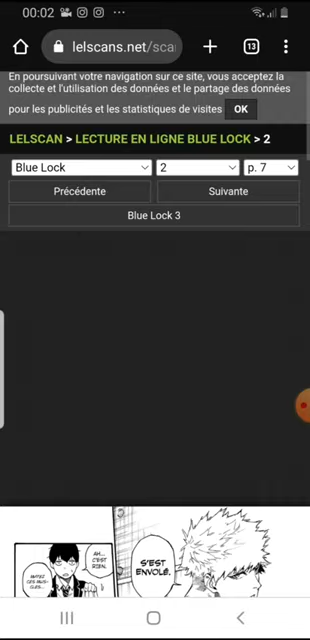 00:02
lelscans.net/sca
13
En poursuivant votre navigation sur ce site, vous acceptez la
collecte et l'utilisation des données et le partage des données
pour les publicités et les statistiques de visites OK
LELSCAN > LECTURE EN LIGNE BLUE LOCK > 2
Blue Lock 2 p. 7
Précédente Suivante
Blue Lock 3
AH...
C'EST
RIEN.
S'EST
ENVOLÉ.